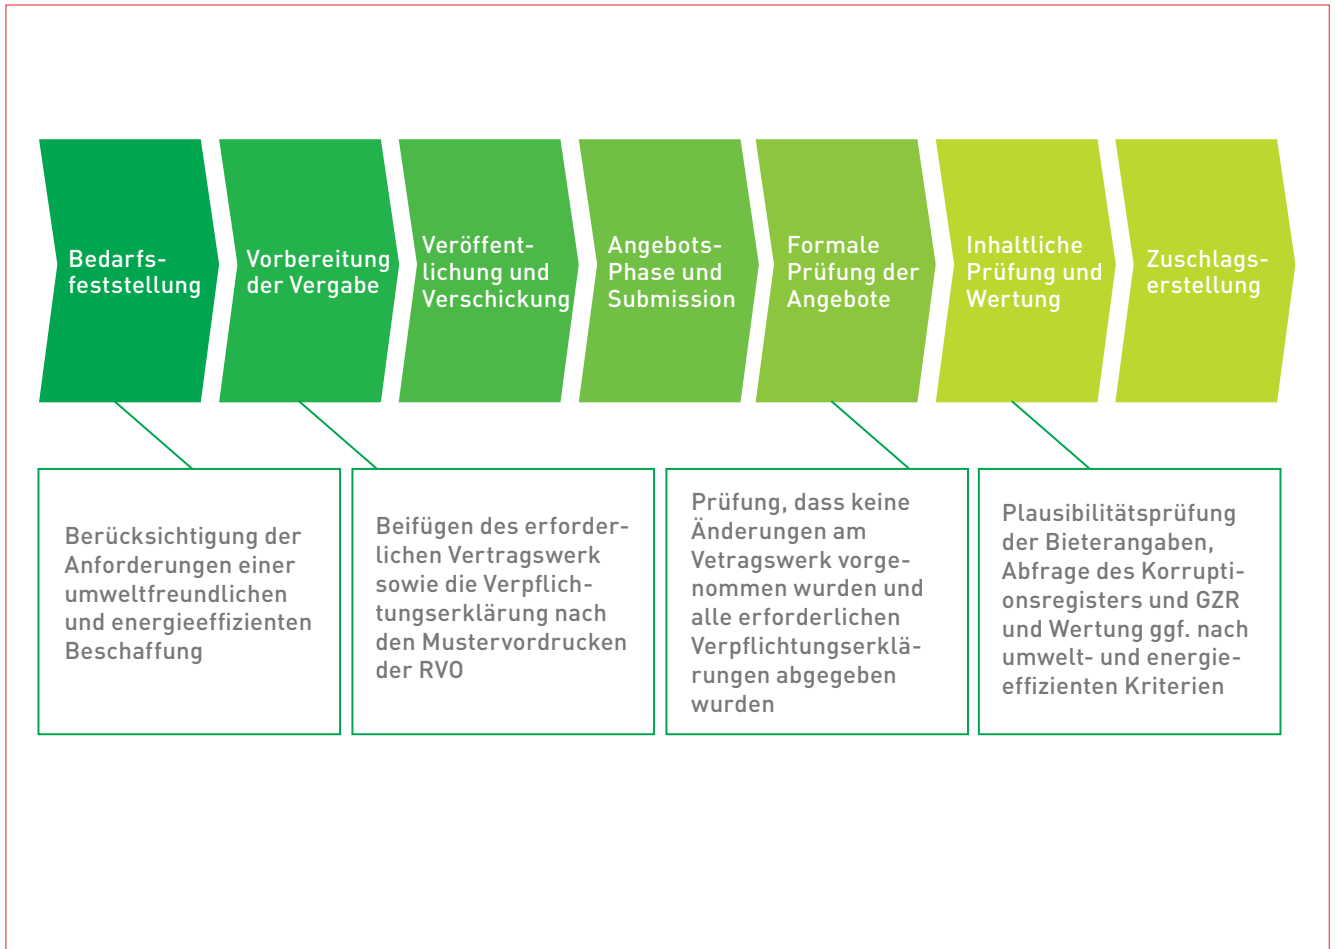 Bedarfs-
feststellung
Vorbereitung
der Vergabe
Veröffent-
lichung und
Verschickung
Angebots-
Phase und
Submission
Formale
Prüfung der
Angebote
Inhaltliche
Prüfung und
Wertung
Zuschlags-
erstellung
Berücksichtigung der
Anforderungen einer
umweltfreundlichen
und energieeffizienten
Beschaffung
Beifügen des erforder-
lichen Vertragswerk
sowie die Verpflich-
tungserklärung nach
den Mustervordrucken
der RVO
Prüfung, dass keine
Änderungen am
Vetragswerk vorge-
nommen wurden und
alle erforderlichen
Verpflichtungserklä-
rungen abgegeben
wurden
Plausibilitätsprüfung
der Bieterangaben,
Abfrage des Korrupti-
onsregisters und GZR
und Wertung ggf. nach
umwelt- und energie-
effizienten Kriterien